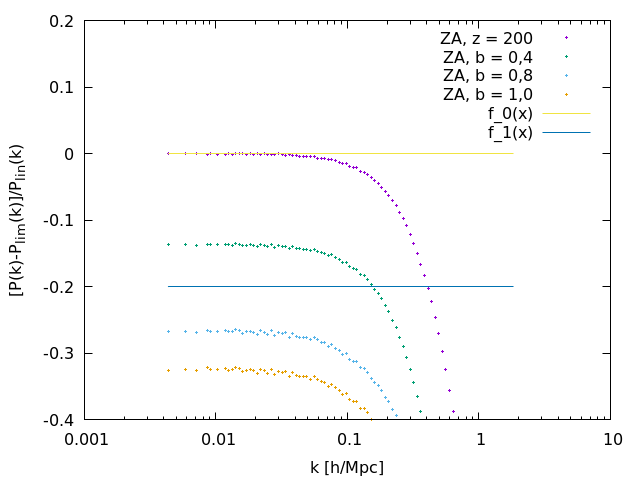 0.2
0.1
0
-0.1
-0.2
-0.3
-0.4
0.001
0.01
0.1
1
10
[P(k)-P_lim(k)]/P_lin(k)
k [h/Mpc]
ZA, z = 200
ZA, b = 0,4
ZA, b = 0,8
ZA, b = 1,0
f_0(x)
f_1(x)